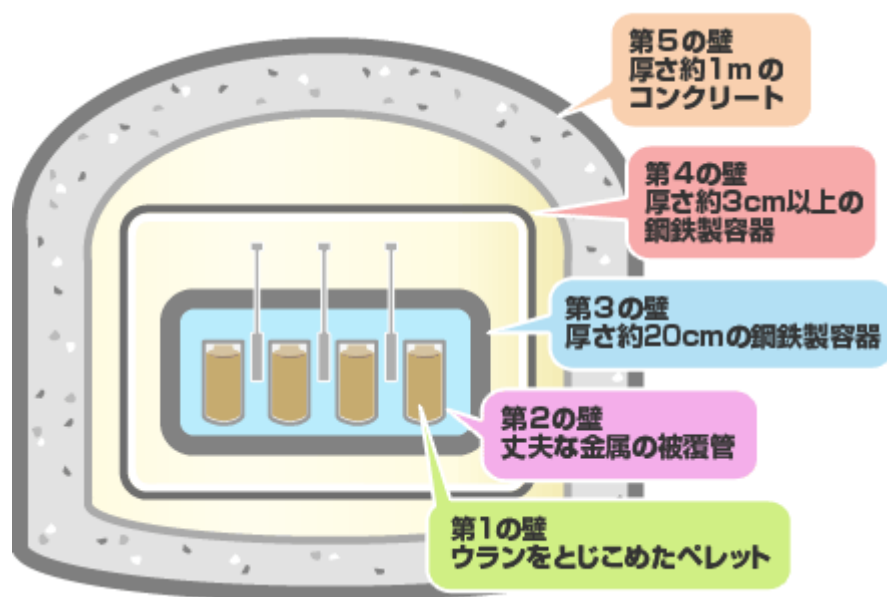 第5の壁
厚さ約1mの
コンクリート
第4の壁
厚さ約3cm以上の
鋼鉄製容器
第3の壁
厚さ約20cmの鋼鉄製容器
第2の壁
丈夫な金属の被覆管
第1の壁
ウランをとじこめたペレット